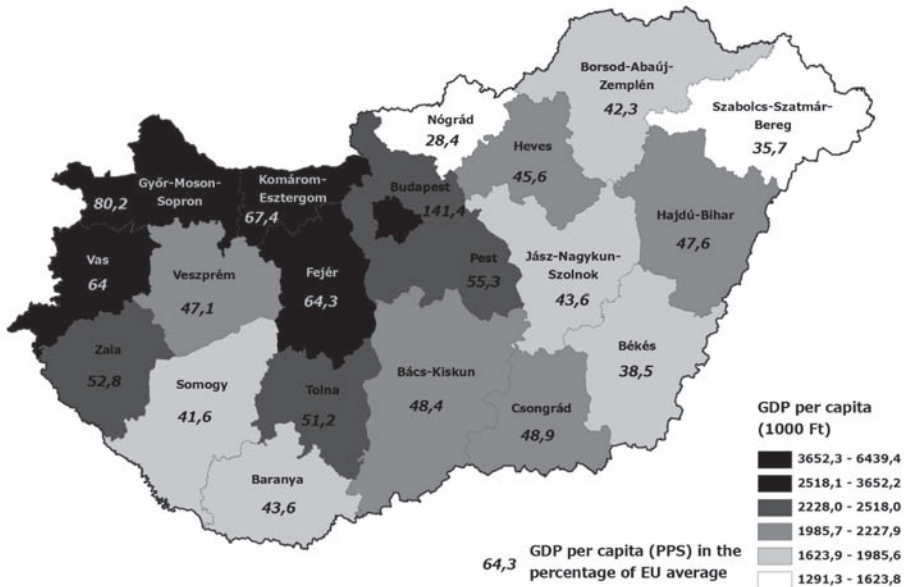 Borsod-Abaúj-
Zemplén
42,3
Szabolcs-Szatmár-
Bereg
35,7
Nógrád
28,4
Heves
45,6
Győr-Moson-
Sopron
80,2
Komárom-
Esztergom
67,4
Budapest
141,4
Hajdú-Bihar
47,6
Vas
64
Veszprém
47,1
Fejér
64,3
Pest
55,3
Jász-Nagykun-
Szolnok
43,6
Zala
52,8
Somogy
41,6
Tolna
51,2
Bács-Kiskun
48,4
Csongrád
48,9
Békés
38,5
Baranya
43,6
GDP per capita
(1000 Ft)
3652,3 - 6439,4
2518,1 - 3652,2
2228,0 - 2518,0
1985,7 - 2227,9
1623,9 - 1985,6
1291,3 - 1623,8
64,3 GDP per capita (PPS) in the
percentage of EU average